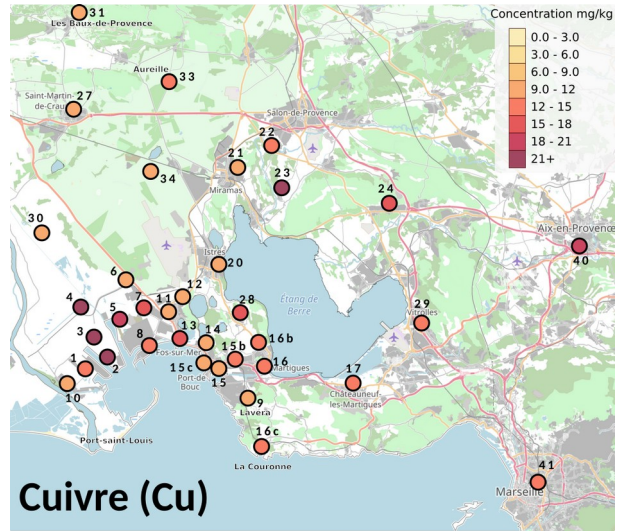 Concentration mg/kg
0.0 - 3.0
3.0 - 6.0
6.0 - 9.0
9.0 - 12
12 - 15
15 - 18
18 - 21
21+
31
Les Baux-de-Provence
Aureille
33
Saint-Martin-
de-Crau
27
Salon-de-Provence
22
21
34
Miramas
23
24
30
Aix-en-Provence
40
Istres
20
6
12
4
5
7
11
28
Étang de
Berre
29
Vitrolles
3
8
13
14
16b
Fos-sur-Mer
15b
1
2
15c
16
Martigues
10
Port-de-
Bouc
15
17
Châteauneuf-
les-Martigues
9
Lavera
Port-saint-Louis
16c
La Couronne
41
Marseille
Cuivre (Cu)